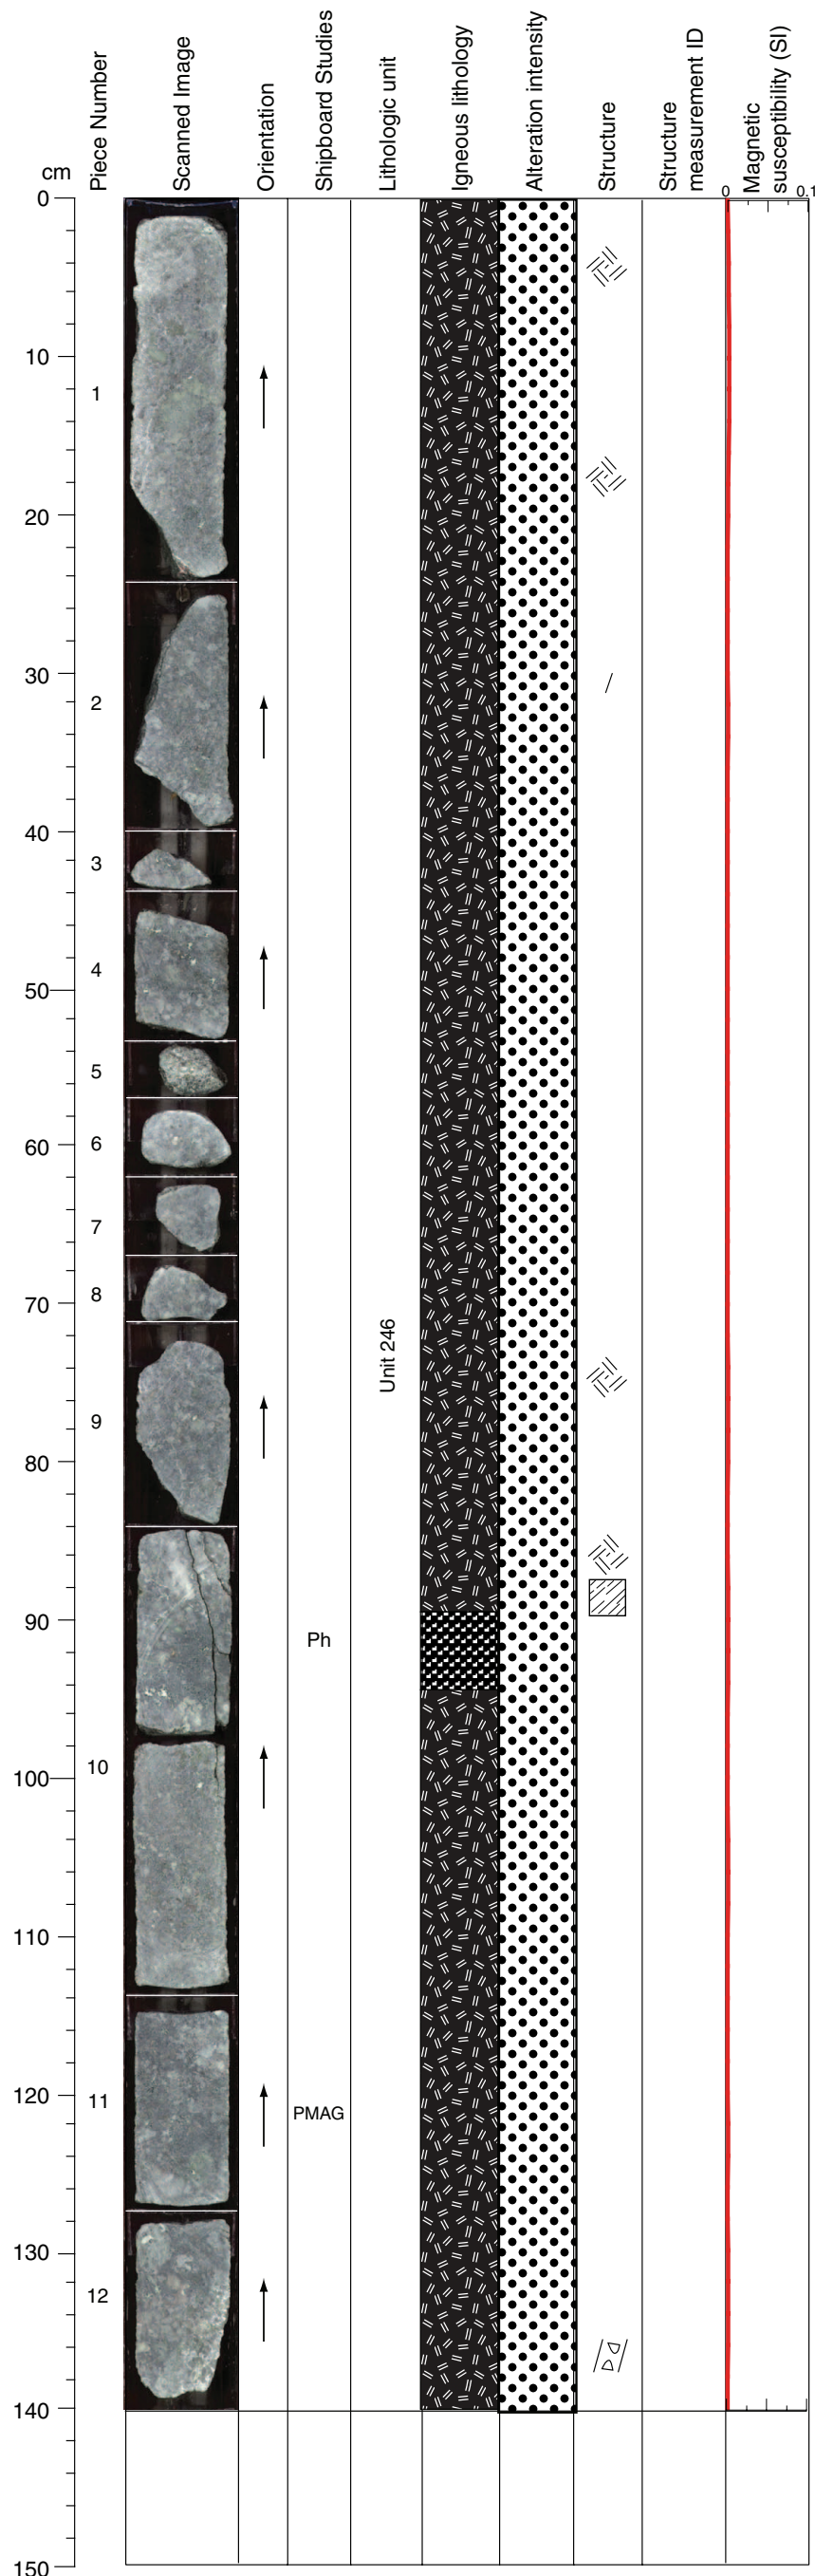 cm
Piece Number
Scanned Image
Orientation
Shipboard Studies
Lithologic unit
Igneous lithology
Alteration intensity
Structure
Structure
measurement ID
Magnetic
susceptibility (SI)
0
0.1
0
10
1
20
30
2
40
3
4
50
5
6
60
7
8
70
Unit 246
9
80
90
Ph
10
100
110
11
120
PMAG
130
12
140
150